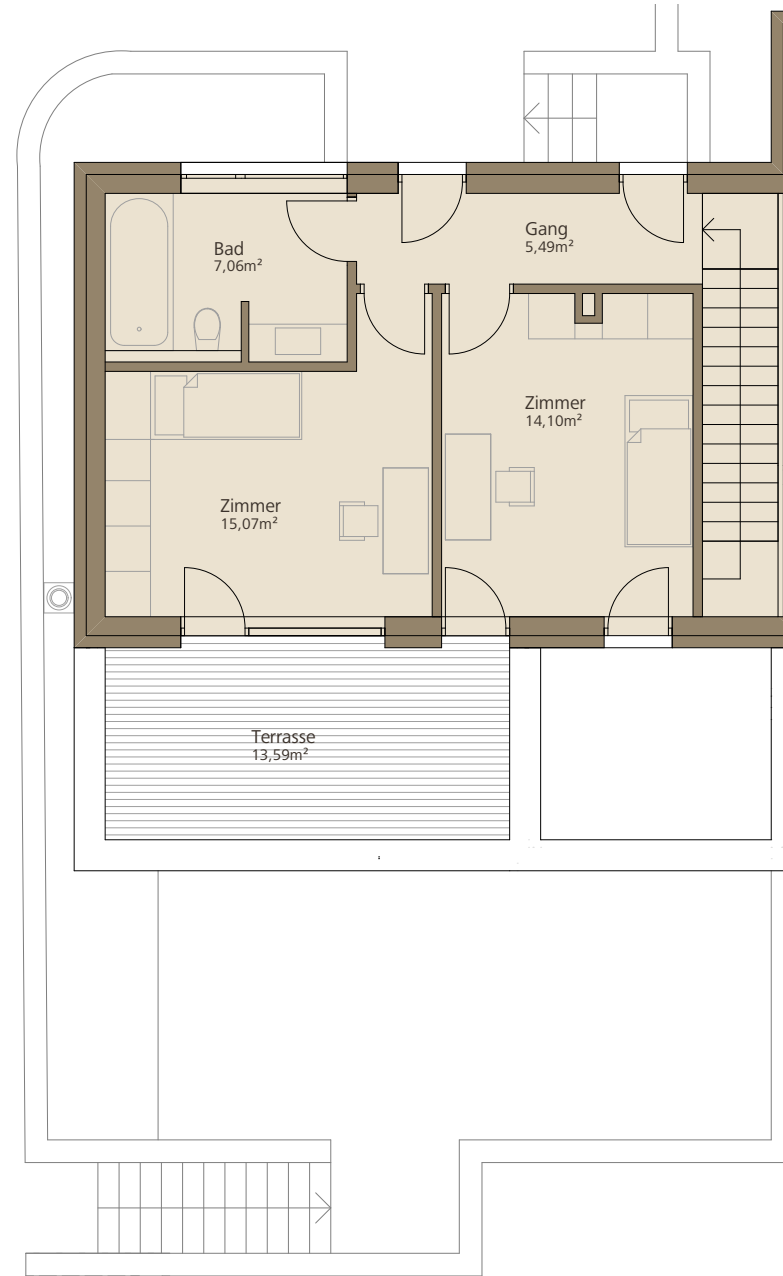 Bad
7,06m²
Gang
5,49m²
Zimmer
14,10m²
Zimmer
15,07m²
Terrasse
13,59m²